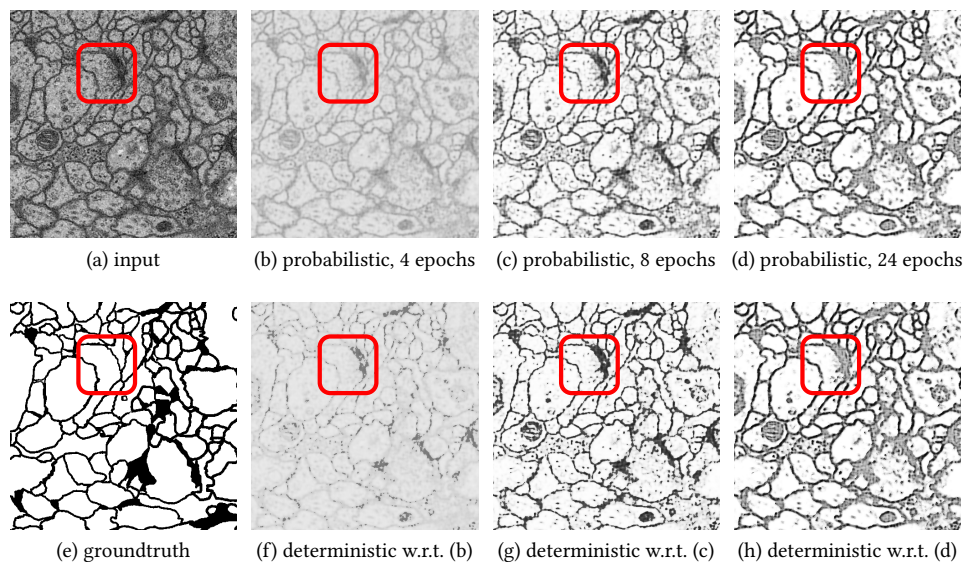 (a) input
(b) probabilistic, 4 epochs
(c) probabilistic, 8 epochs
(d) probabilistic, 24 epochs
(e) groundtruth
(f) deterministic w.r.t. (b)
(g) deterministic w.r.t. (c)
(h) deterministic w.r.t. (d)